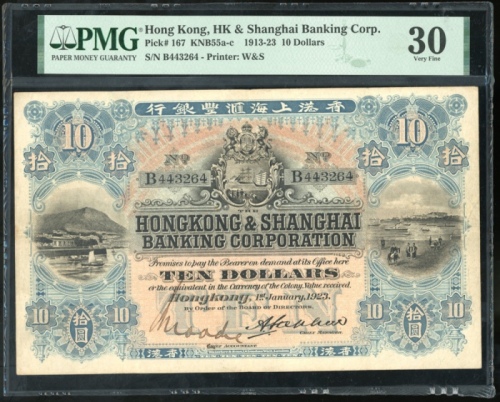 PMG
PAPER MONEY GUARANTY
Hong Kong, HK & Shanghai Banking Corp.
Pick# 167 KNB55a-c 1913-23 10 Dollars
S/N B443264 - Printer: W&S
30
Very Fine
行銀豐滙海上港香
10 10
拾 拾
No. No.
B443264 B443264
THE
HONGKONG & SHANGHAI
BANKING CORPORATION
Promises to pay the Bearer on demand at its Office here
TEN DOLLARS
or the equivalent in the Currency of the Colony, Value received.
Hongkong, 1st January, 1923.
By Order of the Board of Directors,
10 拾圓 10 10 拾圓 10
港香 港香